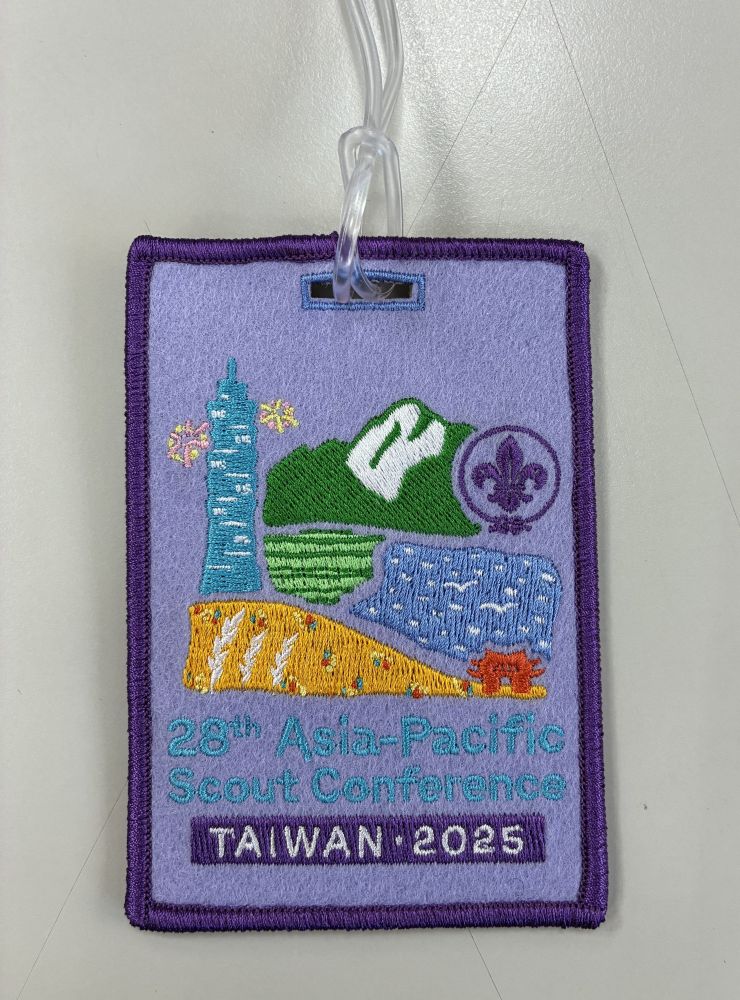 28th Asia-Pacific
Scout Conference
TAIWAN·2025